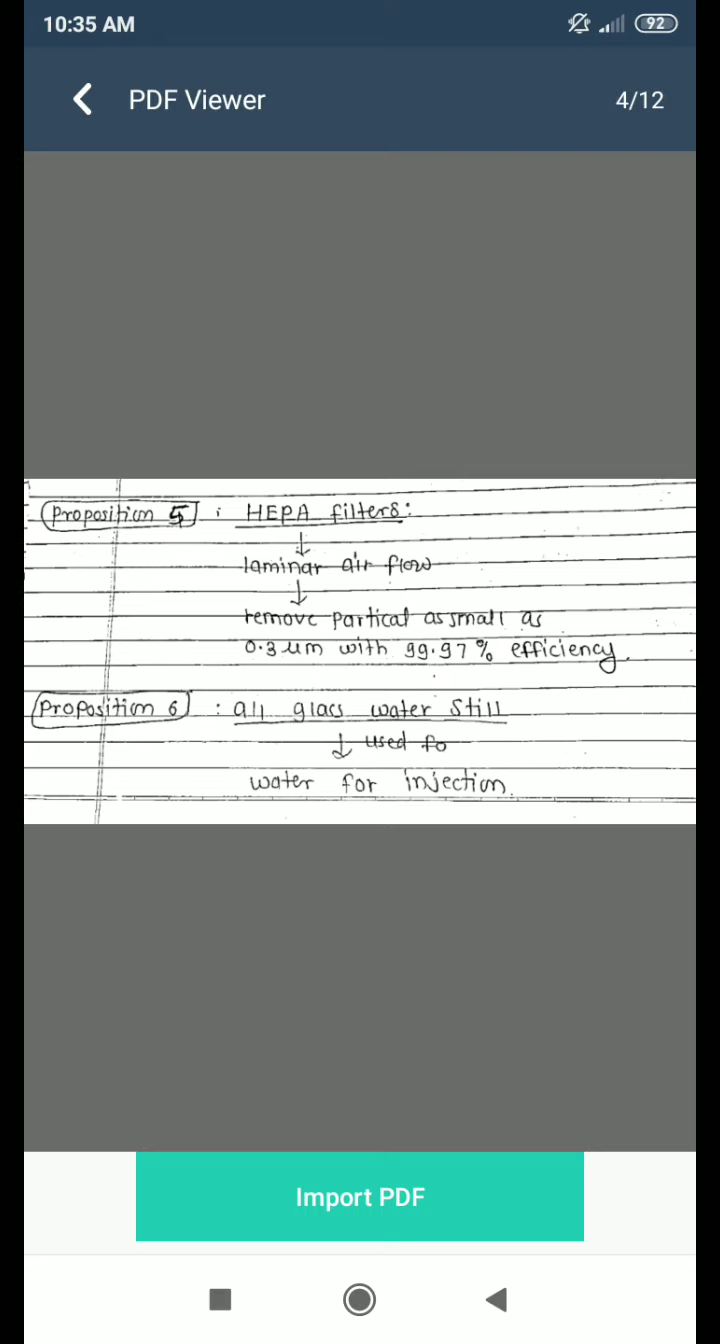 10:35 AM 92
PDF Viewer 4/12
Proposition 5 : HEPA filters:
↓
laminar air flow
↓
remove partical as small as
0.3 um with 99.97 % efficiency.
Proposition 6 : all glass water still
↓ used fo
water for injection.
Import PDF